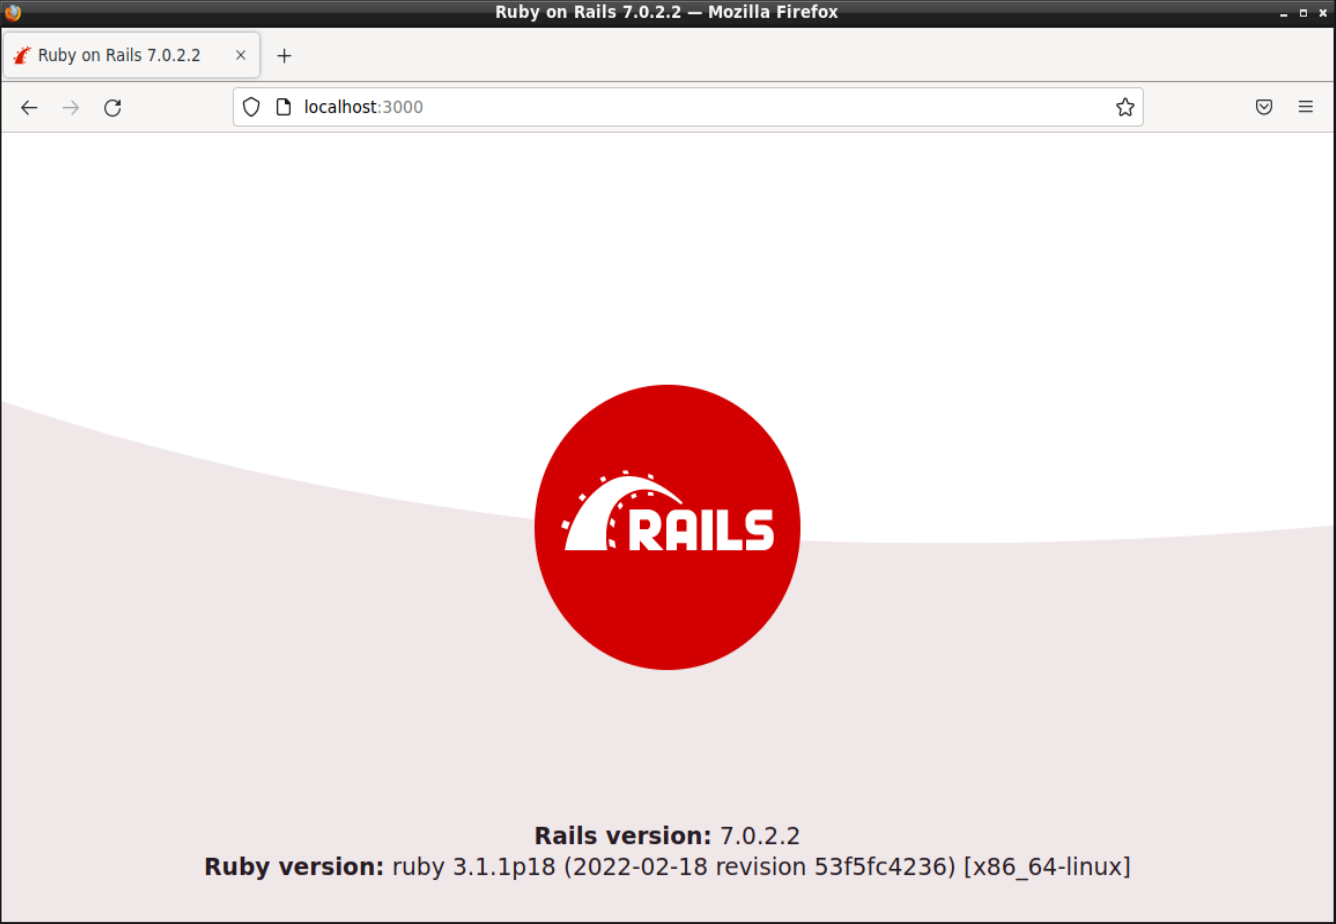 Ruby on Rails 7.0.2.2 — Mozilla Firefox
Ruby on Rails 7.0.2.2
localhost:3000
RAILS
Rails version: 7.0.2.2
Ruby version: ruby 3.1.1p18 (2022-02-18 revision 53f5fc4236) [x86_64-linux]